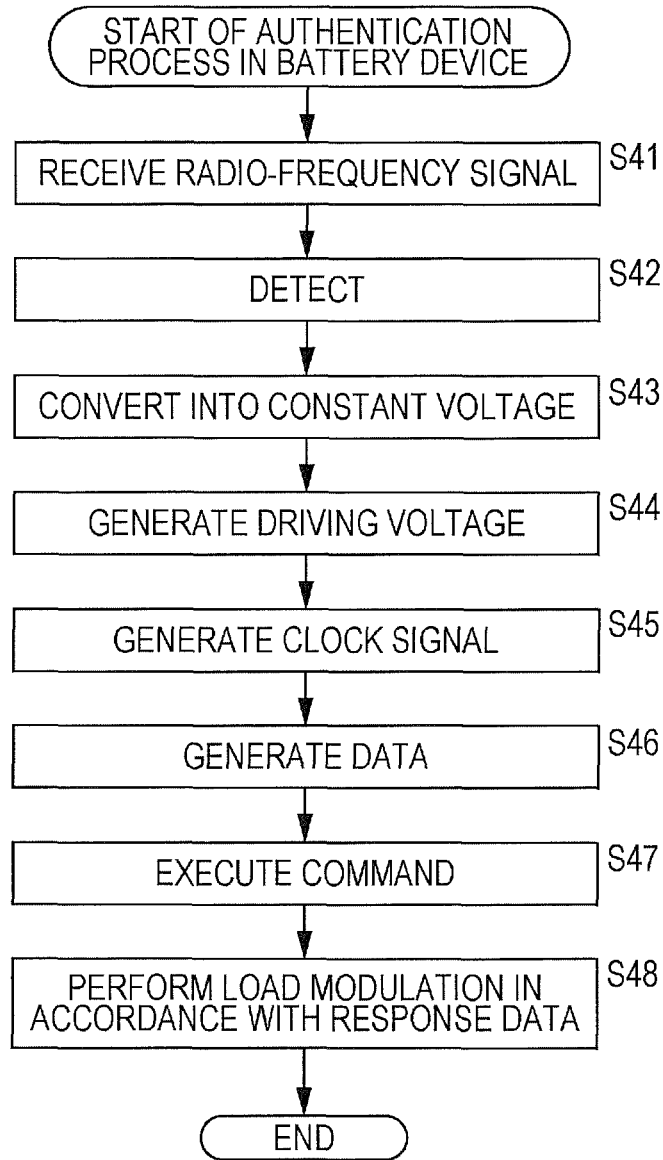 START OF AUTHENTICATION
PROCESS IN BATTERY DEVICE
RECEIVE RADIO-FREQUENCY SIGNAL
S41
DETECT
S42
CONVERT INTO CONSTANT VOLTAGE
S43
GENERATE DRIVING VOLTAGE
S44
GENERATE CLOCK SIGNAL
S45
GENERATE DATA
S46
EXECUTE COMMAND
S47
PERFORM LOAD MODULATION IN
ACCORDANCE WITH RESPONSE DATA
S48
END